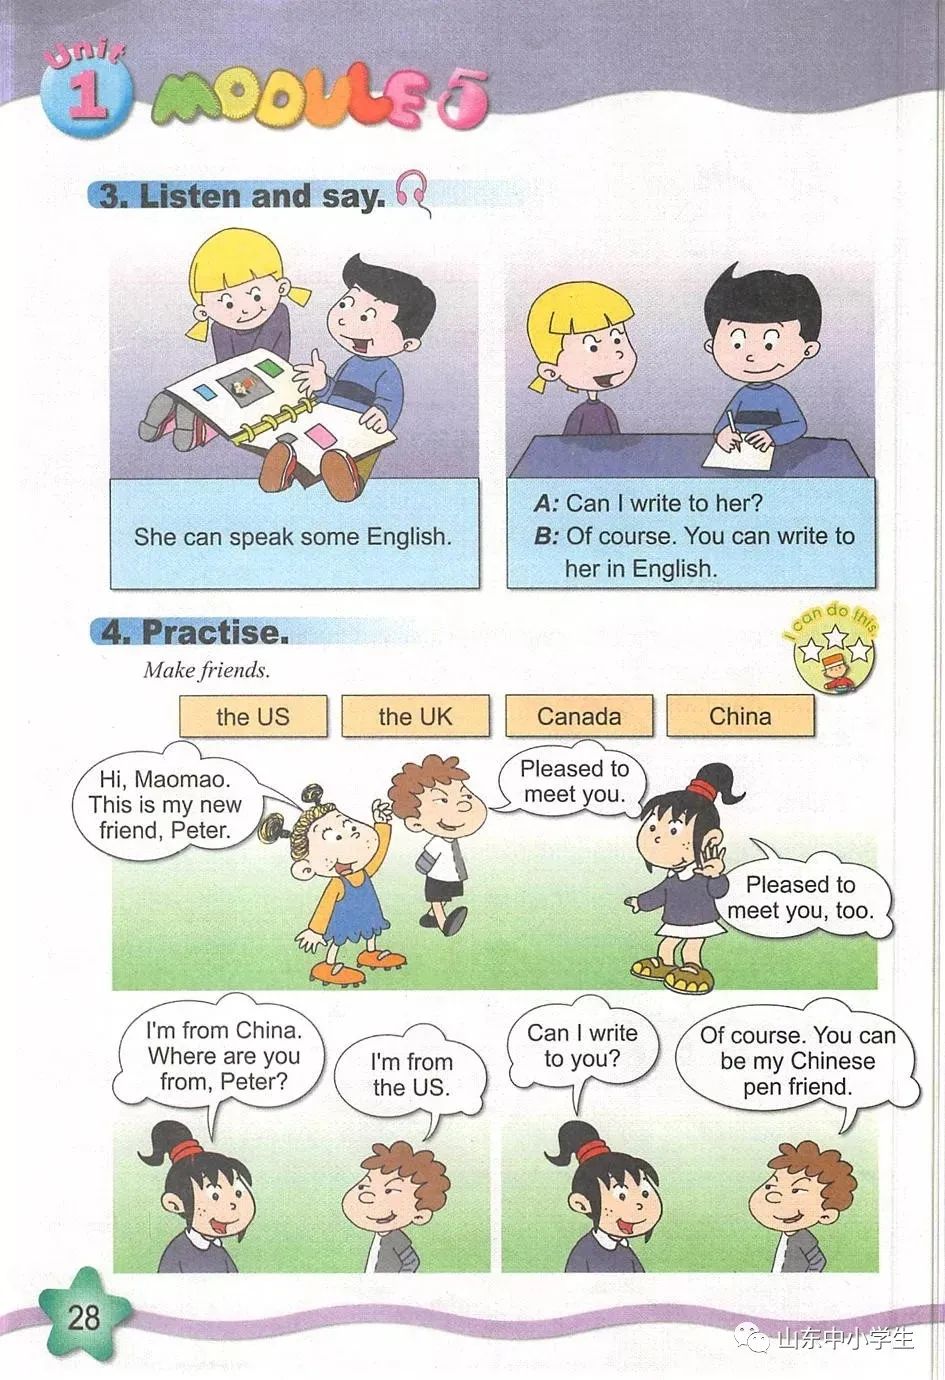 Unit
1
MODULE 5
3. Listen and say.
She can speak some English.
A: Can I write to her?
B: Of course. You can write to
her in English.
4. Practise.
I can do this.
Make friends.
the US
the UK
Canada
China
Hi, Maomao.
This is my new
friend, Peter.
Pleased to
meet you.
Pleased to
meet you, too.
I'm from China.
Where are you
from, Peter?
I'm from
the US.
Can I write
to you?
Of course. You can
be my Chinese
pen friend.
28
山东中小学生